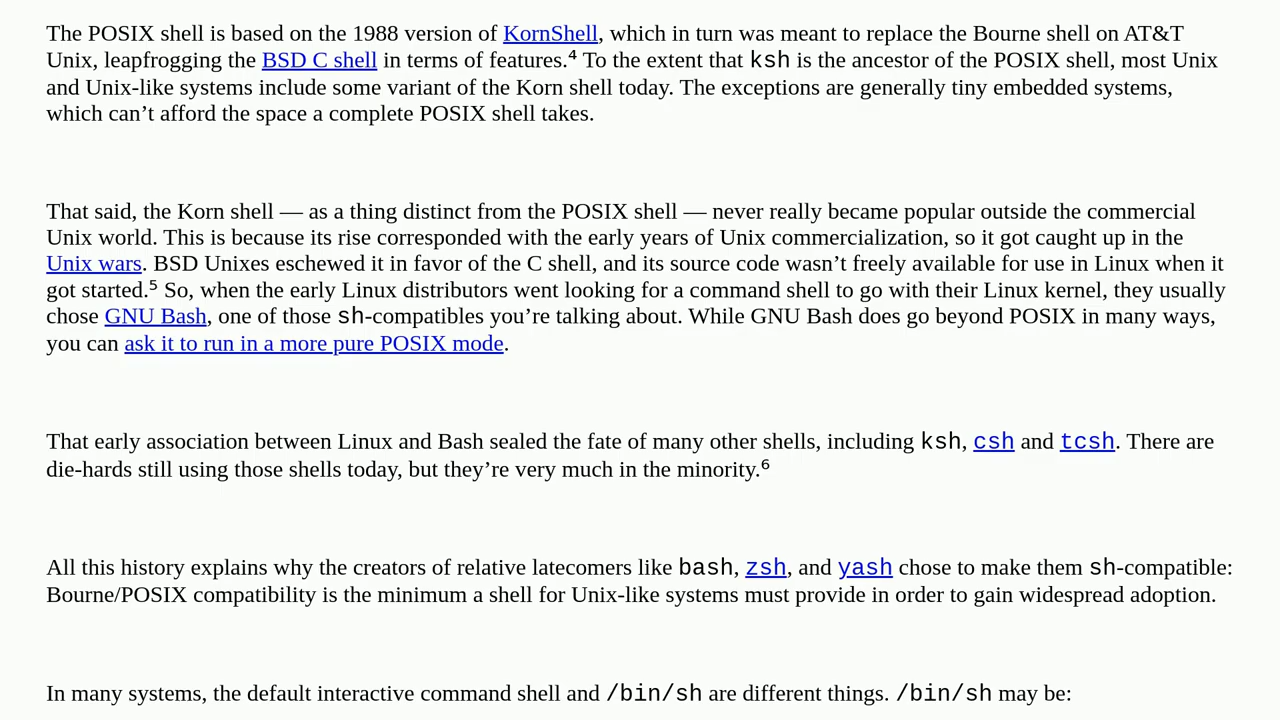 The POSIX shell is based on the 1988 version of KornShell, which in turn was meant to replace the Bourne shell on AT&T
Unix, leapfrogging the BSD C shell in terms of features.⁴ To the extent that ksh is the ancestor of the POSIX shell, most Unix
and Unix-like systems include some variant of the Korn shell today. The exceptions are generally tiny embedded systems,
which can’t afford the space a complete POSIX shell takes.
That said, the Korn shell — as a thing distinct from the POSIX shell — never really became popular outside the commercial
Unix world. This is because its rise corresponded with the early years of Unix commercialization, so it got caught up in the
Unix wars. BSD Unixes eschewed it in favor of the C shell, and its source code wasn’t freely available for use in Linux when it
got started.⁵ So, when the early Linux distributors went looking for a command shell to go with their Linux kernel, they usually
chose GNU Bash, one of those sh-compatibles you’re talking about. While GNU Bash does go beyond POSIX in many ways,
you can ask it to run in a more pure POSIX mode.
That early association between Linux and Bash sealed the fate of many other shells, including ksh, csh and tcsh. There are
die-hards still using those shells today, but they’re very much in the minority.⁶
All this history explains why the creators of relative latecomers like bash, zsh, and yash chose to make them sh-compatible:
Bourne/POSIX compatibility is the minimum a shell for Unix-like systems must provide in order to gain widespread adoption.
In many systems, the default interactive command shell and /bin/sh are different things. /bin/sh may be: